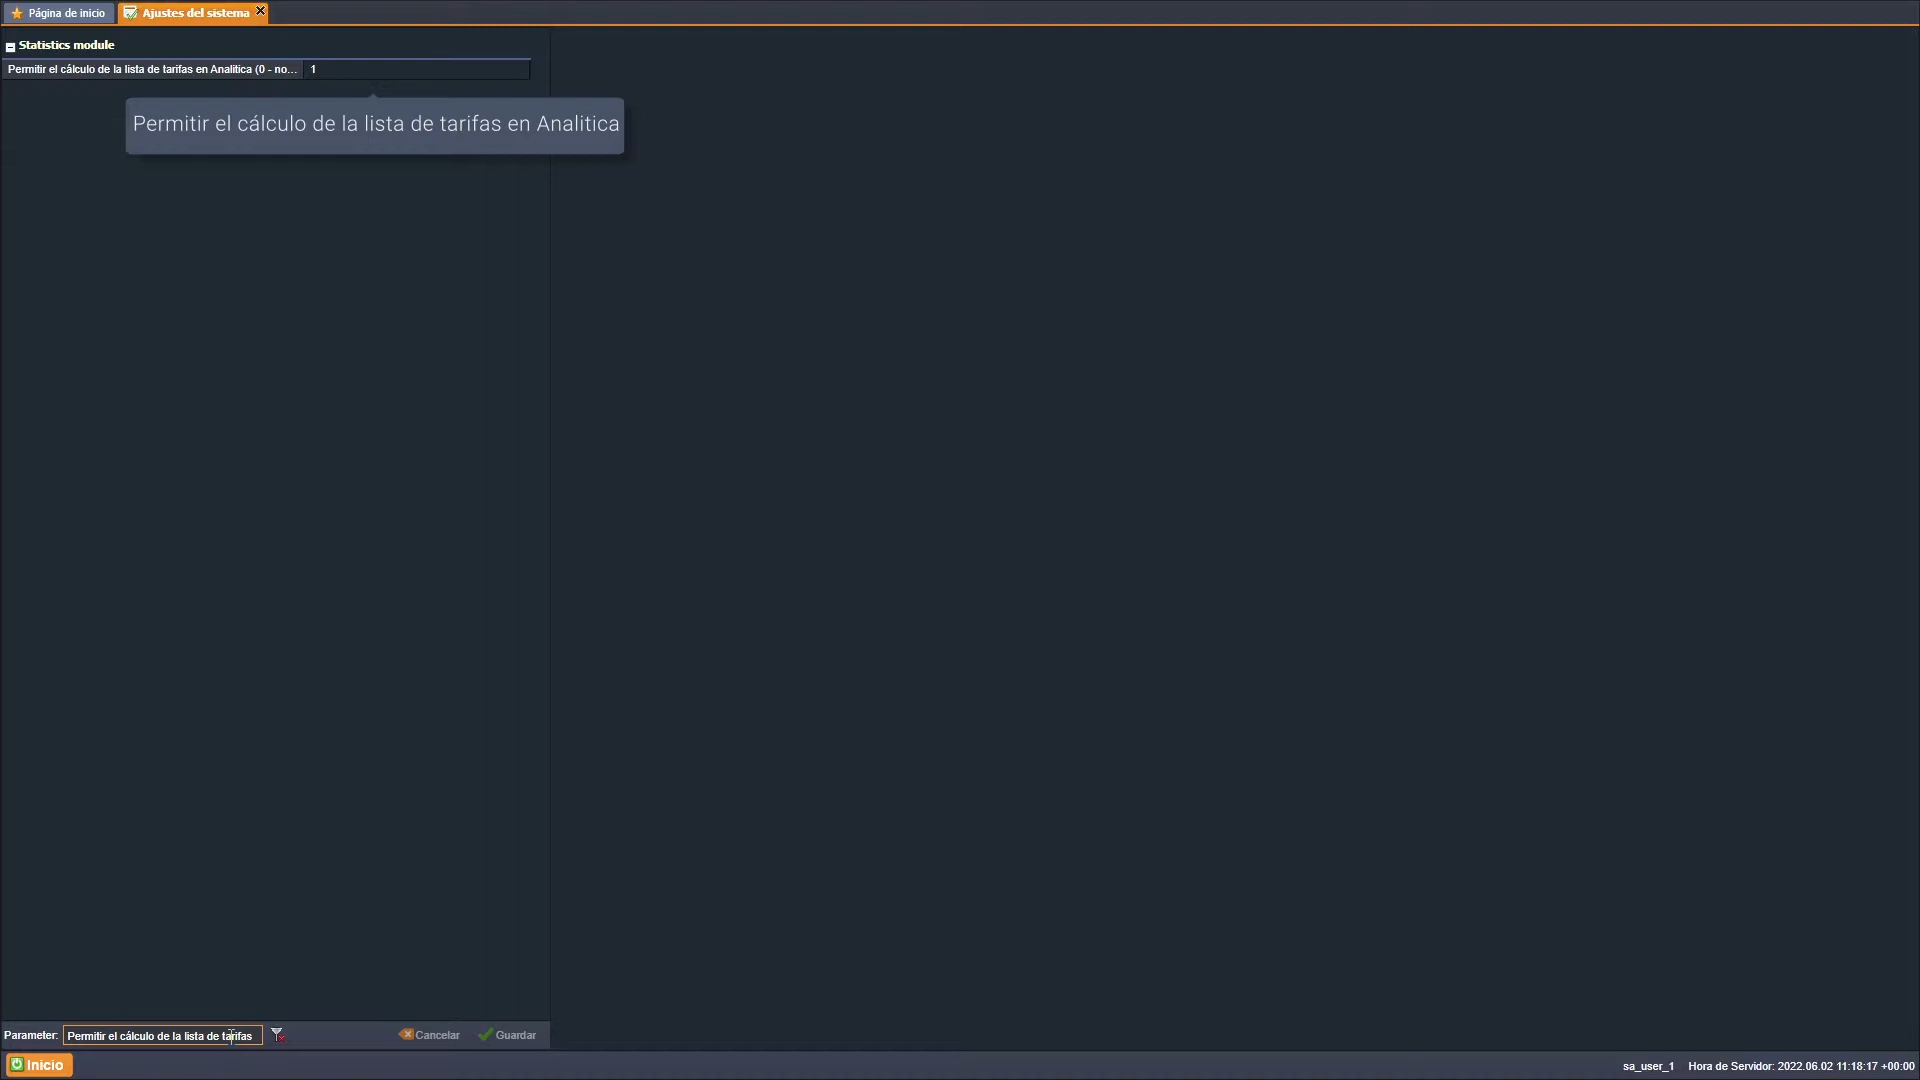 Página de inicio
Ajustes del sistema
Statistics module
Permitir el cálculo de la lista de tarifas en Analitica (0 - no... 1
Permitir el cálculo de la lista de tarifas en Analitica
Parameter: Permitir el cálculo de la lista de tarifas
Cancelar
Guardar
Inicio
sa_user_1 Hora de Servidor: 2022.06.02 11:18:17 +00:00